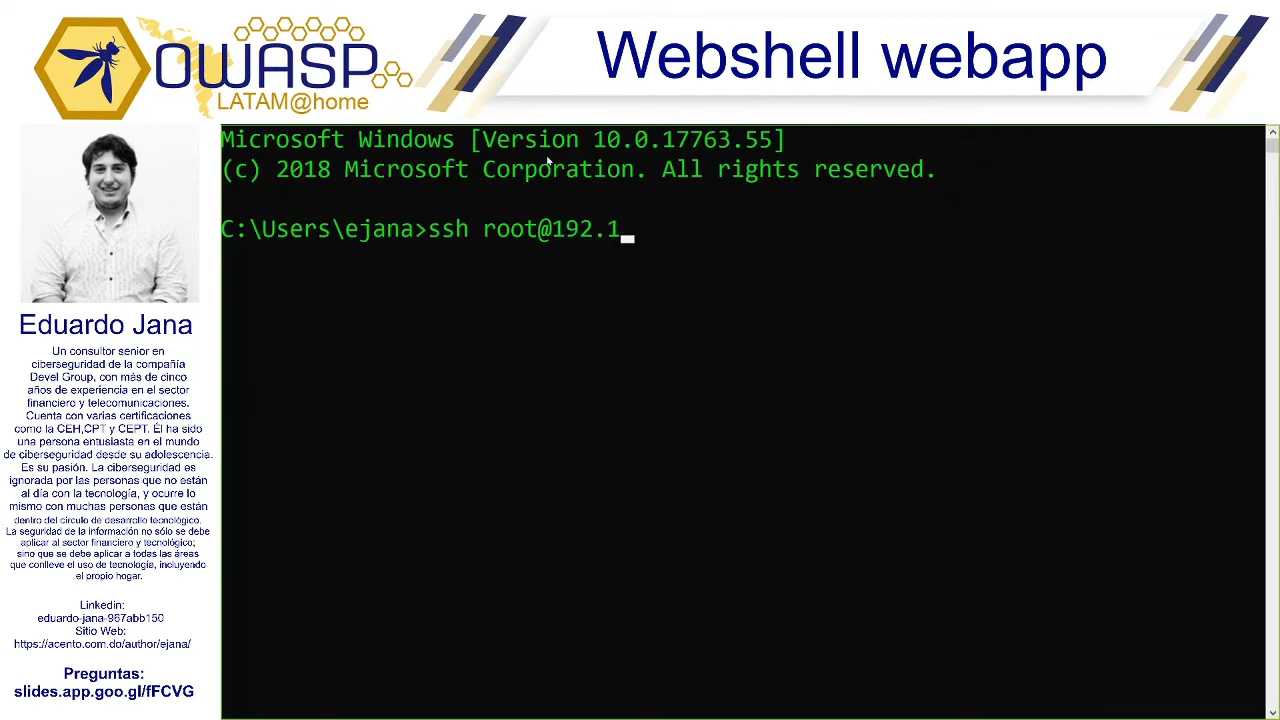 OWASP
LATAM@home
Webshell webapp
Microsoft Windows [Version 10.0.17763.55]
(c) 2018 Microsoft Corporation. All rights reserved.
C:\Users\ejana>ssh root@192.1
Eduardo Jana
Un consultor senior en
ciberseguridad de la compañía
Devel Group, con más de cinco
años de experiencia en el sector
financiero y telecomunicaciones.
Cuenta con varias certificaciones
como la CEH,CPT y CEPT. Él ha sido
una persona entusiasta en el mundo
de ciberseguridad desde su adolescencia.
Es su pasión. La ciberseguridad es
ignorada por las personas que no están
al día con la tecnología, y ocurre lo
mismo con muchas personas que están
dentro del círculo de desarrollo tecnológico.
La seguridad de la información no sólo se debe
aplicar al sector financiero y tecnológico;
sino que se debe aplicar a todas las áreas
que conlleve el uso de tecnología, incluyendo
el propio hogar.
Linkedin:
eduardo-jana-967abb150
Sitio Web:
https://acento.com.do/author/ejana/
Preguntas:
slides.app.goo.gl/fFCVG